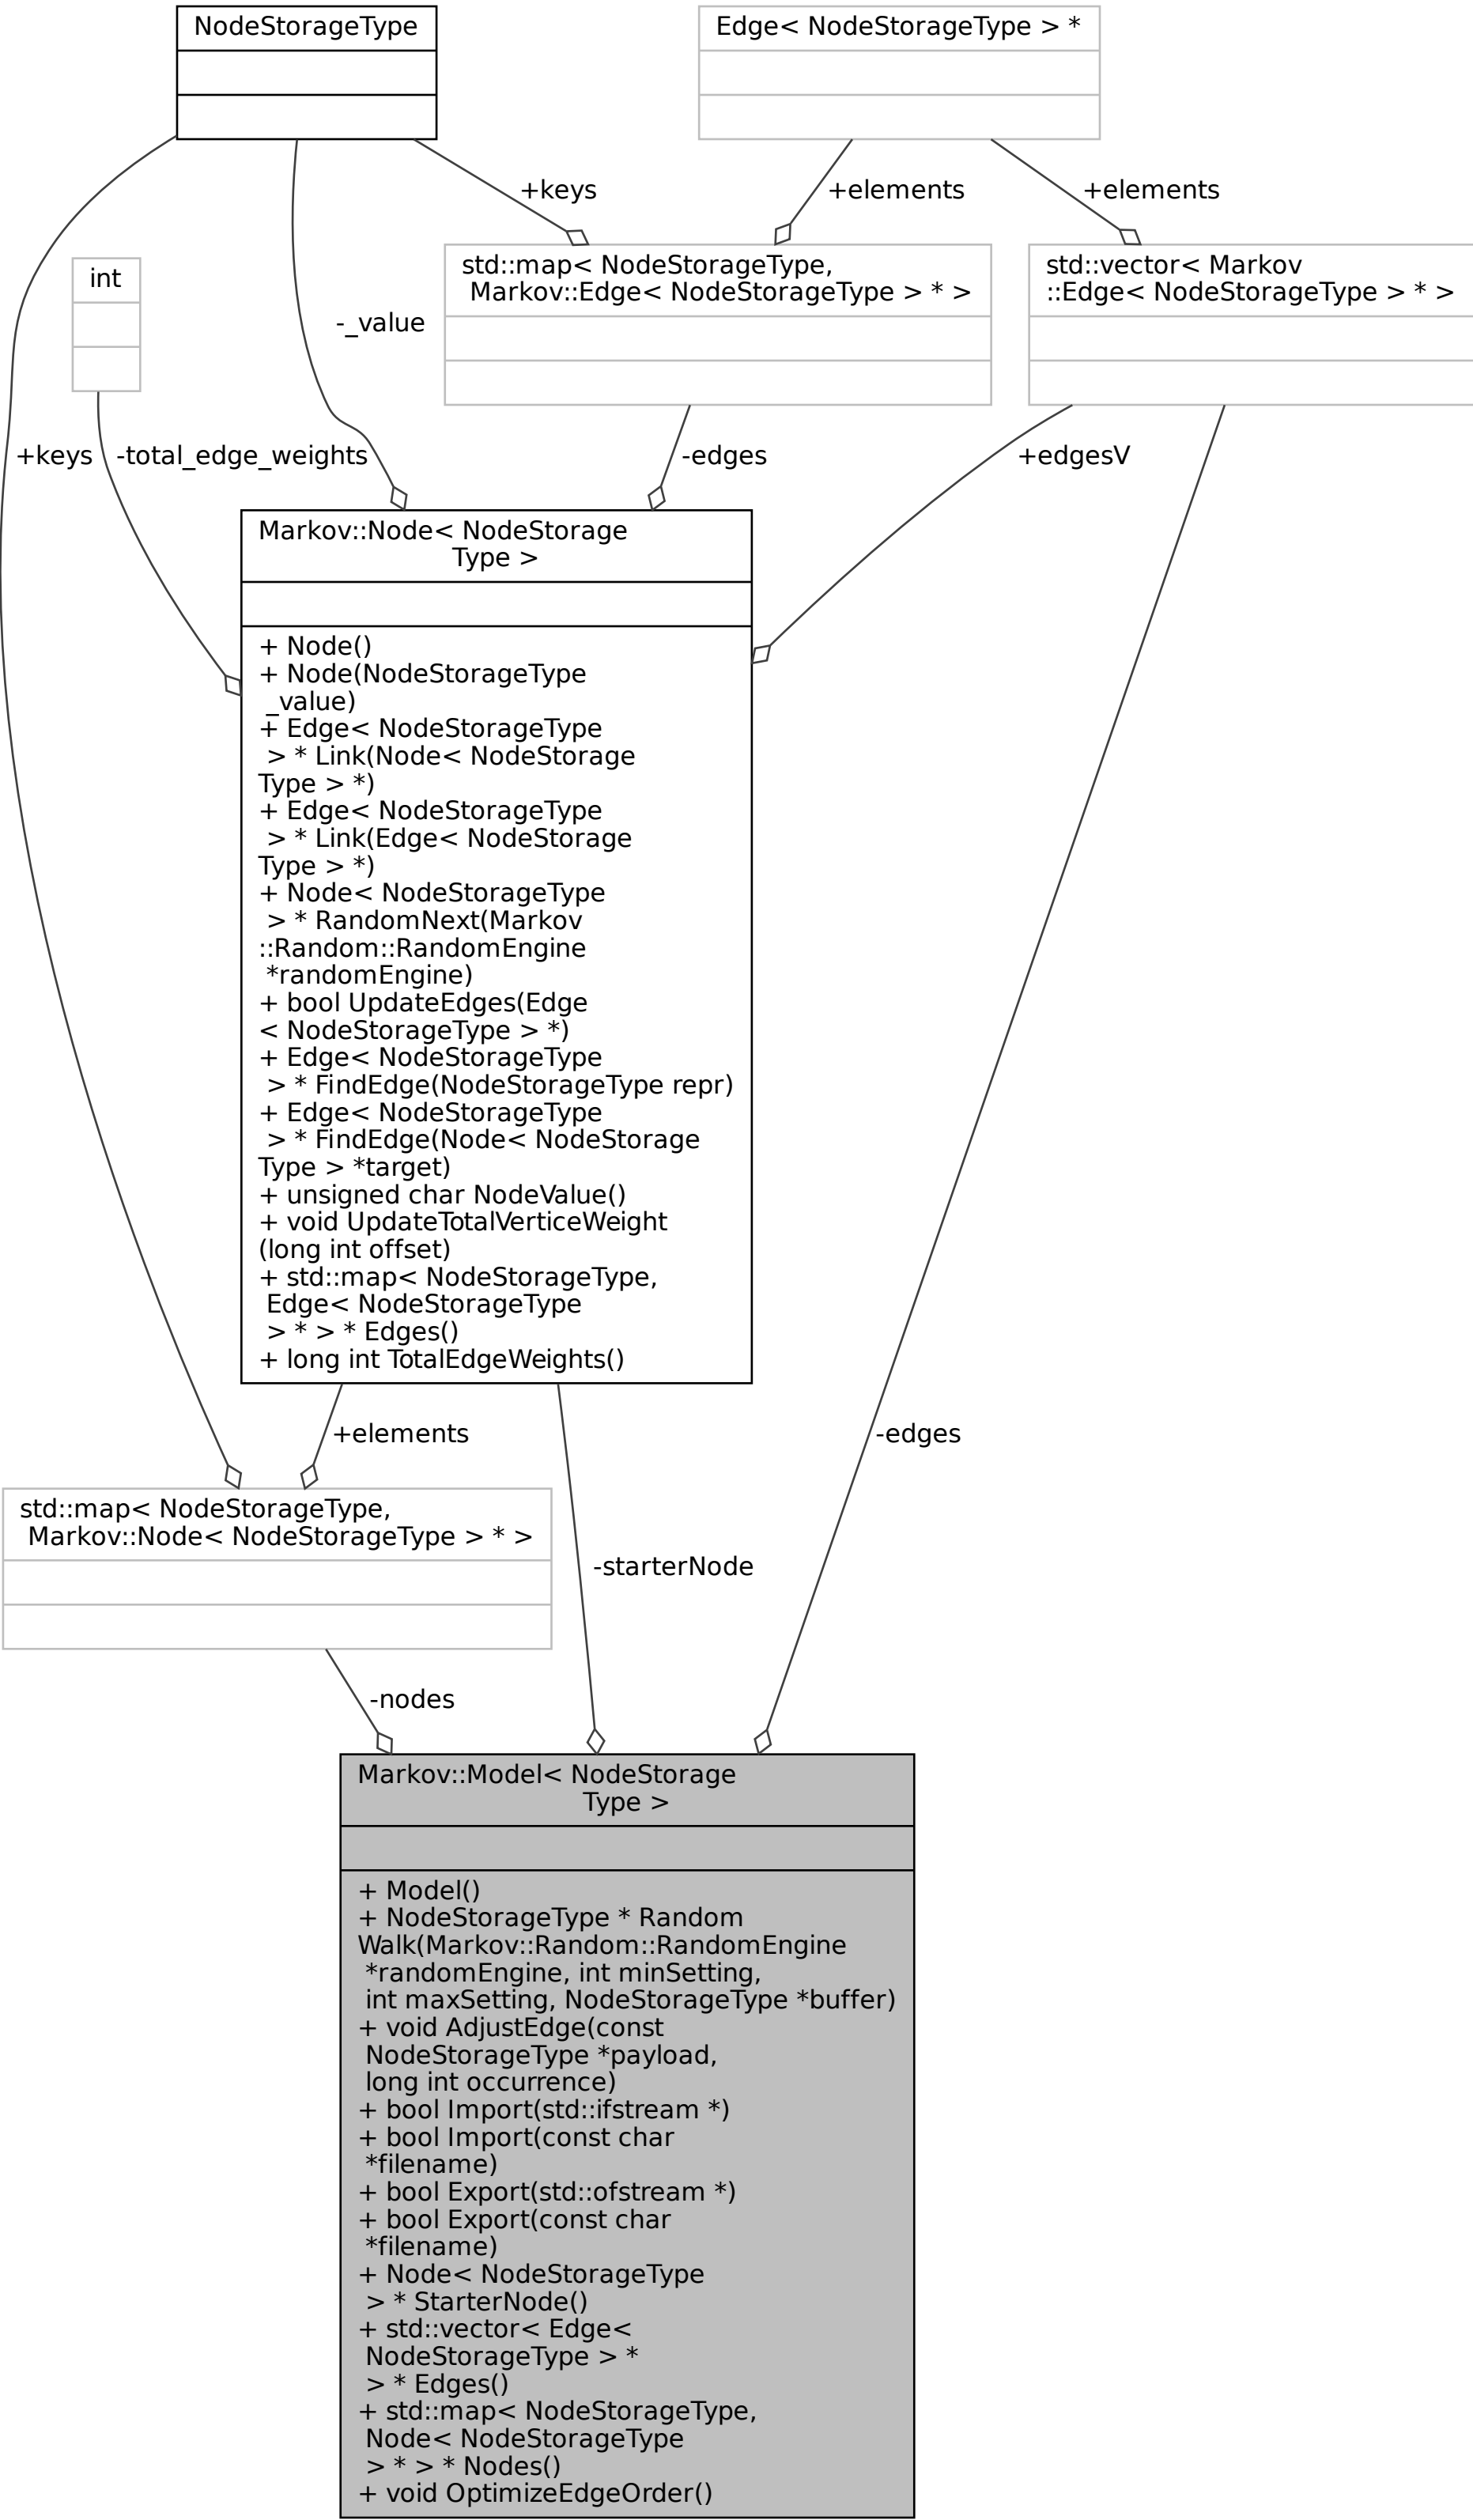 NodeStorageType
Edge< NodeStorageType > *
+keys
+elements
+elements
std::map< NodeStorageType,
Markov::Edge< NodeStorageType > * >
std::vector< Markov
::Edge< NodeStorageType > * >
int
-_value
+keys
-total_edge_weights
-edges
+edgesV
Markov::Node< NodeStorage
Type >
+ Node()
+ Node(NodeStorageType
_value)
+ Edge< NodeStorageType
> * Link(Node< NodeStorage
Type > *)
+ Edge< NodeStorageType
> * Link(Edge< NodeStorage
Type > *)
+ Node< NodeStorageType
> * RandomNext(Markov
::Random::RandomEngine
*randomEngine)
+ bool UpdateEdges(Edge
< NodeStorageType > *)
+ Edge< NodeStorageType
> * FindEdge(NodeStorageType repr)
+ Edge< NodeStorageType
> * FindEdge(Node< NodeStorage
Type > *target)
+ unsigned char NodeValue()
+ void UpdateTotalVerticeWeight
(long int offset)
+ std::map< NodeStorageType,
Edge< NodeStorageType
> * > * Edges()
+ long int TotalEdgeWeights()
+elements
-edges
std::map< NodeStorageType,
Markov::Node< NodeStorageType > * >
-starterNode
-nodes
Markov::Model< NodeStorage
Type >
+ Model()
+ NodeStorageType * Random
Walk(Markov::Random::RandomEngine
*randomEngine, int minSetting,
int maxSetting, NodeStorageType *buffer)
+ void AdjustEdge(const
NodeStorageType *payload,
long int occurrence)
+ bool Import(std::ifstream *)
+ bool Import(const char
*filename)
+ bool Export(std::ofstream *)
+ bool Export(const char
*filename)
+ Node< NodeStorageType
> * StarterNode()
+ std::vector< Edge<
NodeStorageType > *
> * Edges()
+ std::map< NodeStorageType,
Node< NodeStorageType
> * > * Nodes()
+ void OptimizeEdgeOrder()